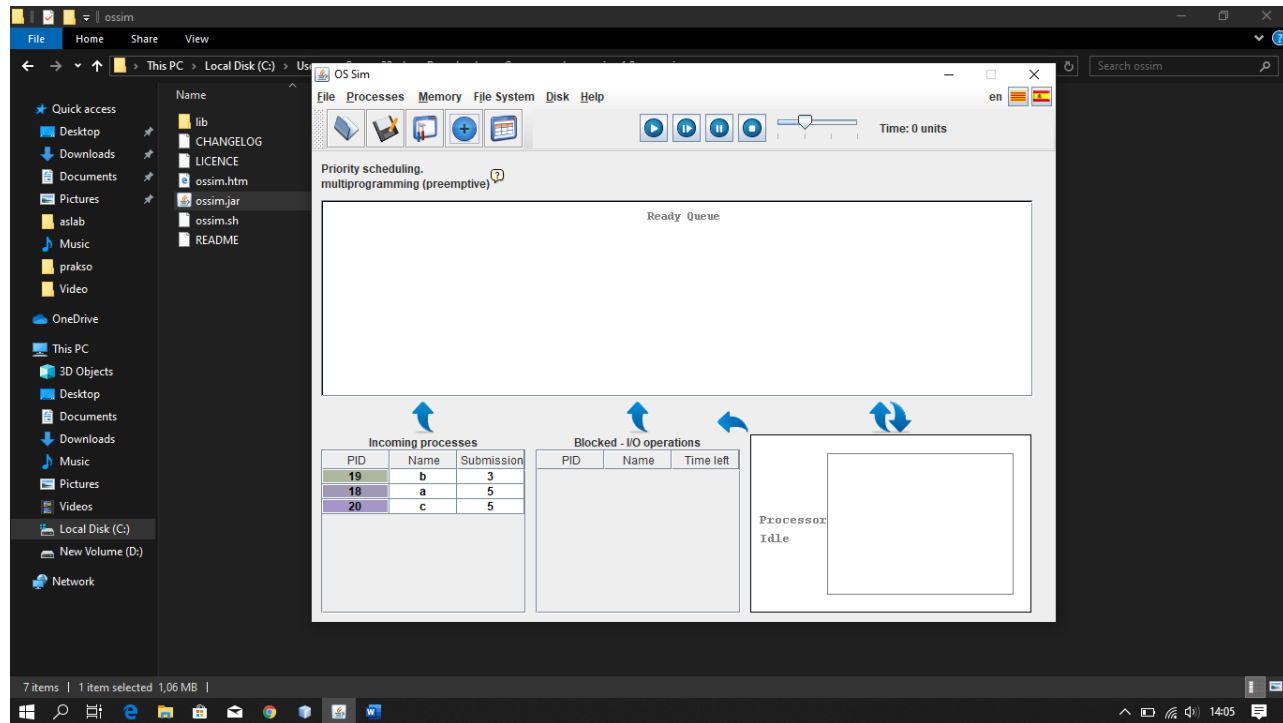 ossim
File Home Share View
This PC > Local Disk (C:) >
Search ossim
Quick access
Desktop
Downloads
Documents
Pictures
aslab
Music
prakso
Video
OneDrive
This PC
3D Objects
Desktop
Documents
Downloads
Music
Pictures
Videos
Local Disk (C:)
New Volume (D:)
Network
Name
lib
CHANGELOG
LICENCE
ossim.htm
ossim.jar
ossim.sh
README
OS Sim
File Processes Memory File System Disk Help en
Time: 0 units
Priority scheduling.
multiprogramming (preemptive) ?
Ready Queue
Incoming processes
PID Name Submission
19 b 3
18 a 5
20 c 5
Blocked - I/O operations
PID Name Time left
Processor
Idle
7 items 1 item selected 1,06 MB
14:05